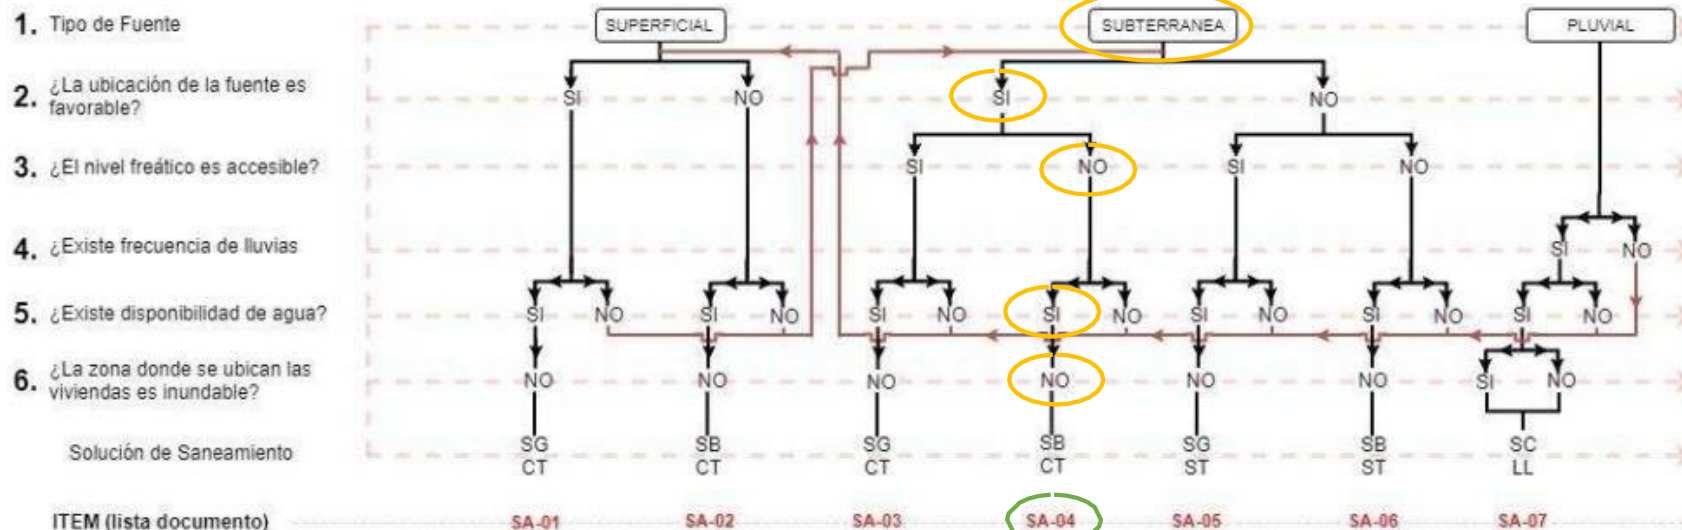 1. Tipo de Fuente SUPERFICIAL SUBTERRANEA PLUVIAL
2. ¿La ubicación de la fuente es
favorable? SI NO SI NO
3. ¿El nivel freático es accesible? SI NO SI NO
4. ¿Existe frecuencia de lluvias SI NO
5. ¿Existe disponibilidad de agua? SI NO SI NO SI NO SI NO SI NO SI NO SI NO
6. ¿La zona donde se ubican las
viviendas es inundable? NO NO NO NO NO NO SI NO
Solución de Saneamiento
SG SB SG SB SG SB SC
CT CT CT CT ST ST LL
ITEM (lista documento) SA-01 SA-02 SA-03 SA-04 SA-05 SA-06 SA-07